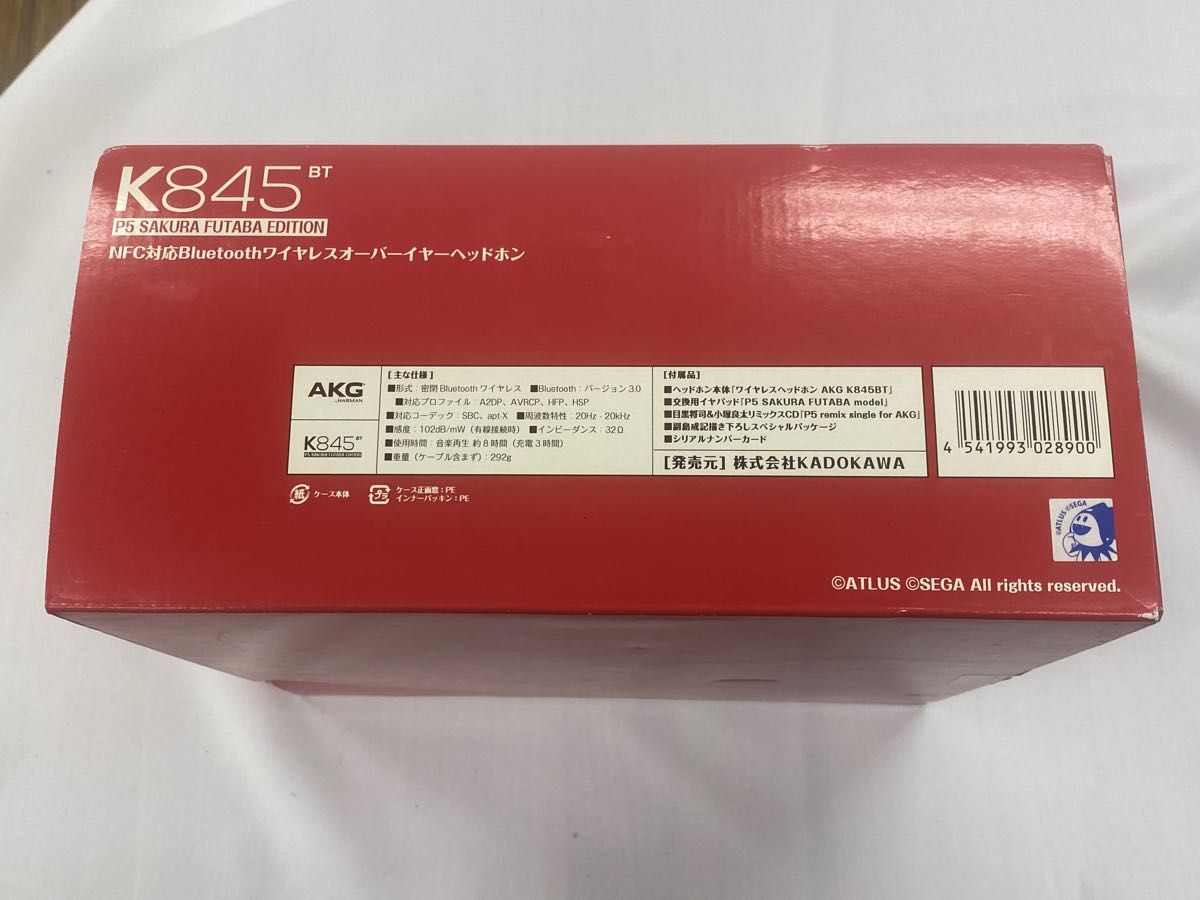 K845 BT
P5 SAKURA FUTABA EDITION
NFC対応Bluetoothワイヤレスオーバーイヤーヘッドホン
AKG
by HARMAN
K845 BT
P5 SAKURA FUTABA EDITION
[主な仕様]
■形式：密閉 Bluetooth ワイヤレス ■Bluetooth：バージョン 3.0
■対応プロファイル：A2DP、AVRCP、HFP、HSP
■対応コーデック：SBC、apt-X ■周波数特性：20Hz - 20kHz
■感度：102dB/mW（有線接続時） ■インピーダンス：32Ω
■使用時間：音楽再生 約8時間（充電3時間）
■重量（ケーブル含まず）：292g
[付属品]
■ヘッドホン本体「ワイヤレスヘッドホン AKG K845BT」
■交換用イヤパッド「P5 SAKURA FUTABA model」
■目黒将司&小塚良太リミックスCD「P5 remix single for AKG」
■副島成記描き下ろしスペシャルパッケージ
■シリアルナンバーカード
[発売元] 株式会社KADOKAWA
4 541993 028900
紙 ケース本体
プラ ケース正面窓：PE
インナーパッキン：PE
©ATLUS ©SEGA
©ATLUS ©SEGA All rights reserved.